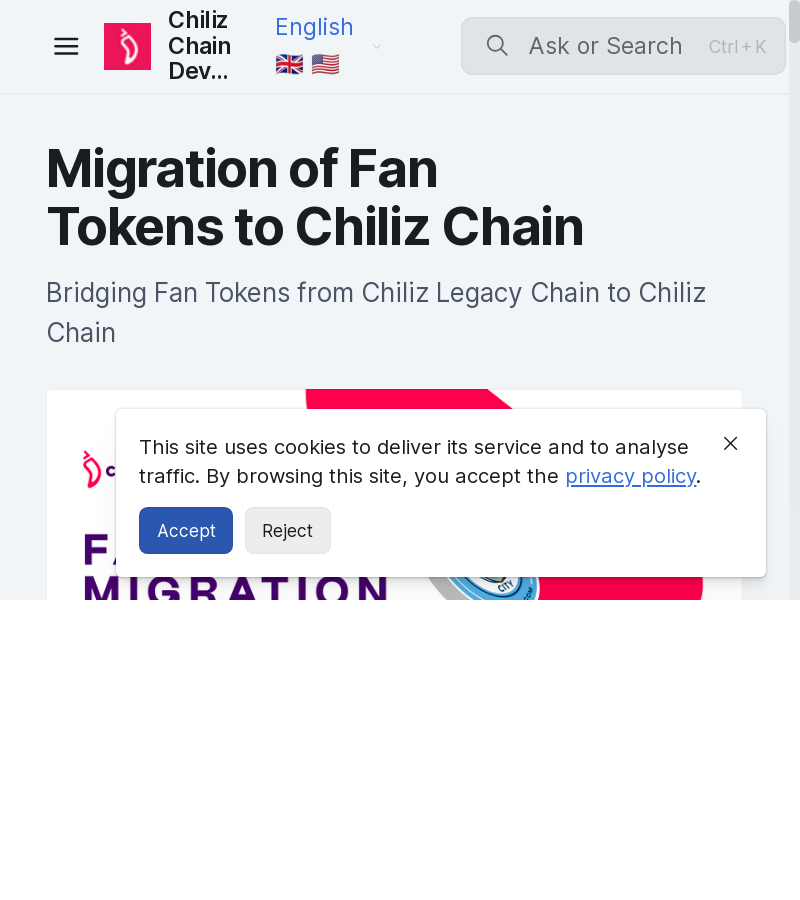 Chiliz
Chain
Dev...
English
Ask or Search
Ctrl + K
Migration of Fan
Tokens to Chiliz Chain
Bridging Fan Tokens from Chiliz Legacy Chain to Chiliz
Chain
This site uses cookies to deliver its service and to analyse
traffic. By browsing this site, you accept the privacy policy.
Accept
Reject
MIGRATION
CITY